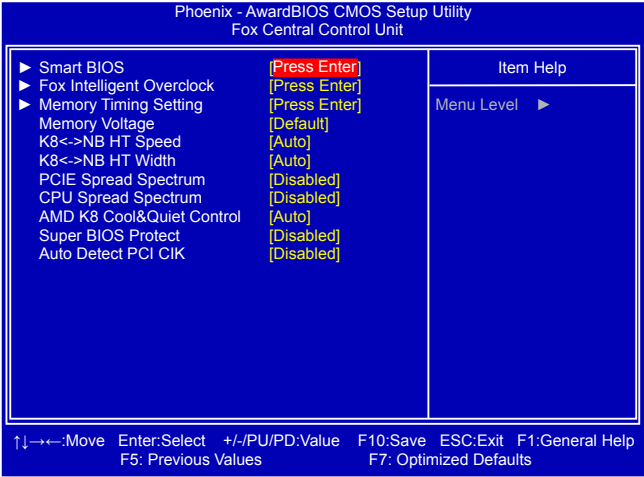 Phoenix - AwardBIOS CMOS Setup Utility
Fox Central Control Unit
► Smart BIOS [Press Enter]
► Fox Intelligent Overclock [Press Enter]
► Memory Timing Setting [Press Enter]
Memory Voltage [Default]
K8<->NB HT Speed [Auto]
K8<->NB HT Width [Auto]
PCIE Spread Spectrum [Disabled]
CPU Spread Spectrum [Disabled]
AMD K8 Cool&Quiet Control [Auto]
Super BIOS Protect [Disabled]
Auto Detect PCI CIK [Disabled]
Item Help
Menu Level ►
↑↓→←:Move Enter:Select +/-/PU/PD:Value F10:Save ESC:Exit F1:General Help
F5: Previous Values F7: Optimized Defaults